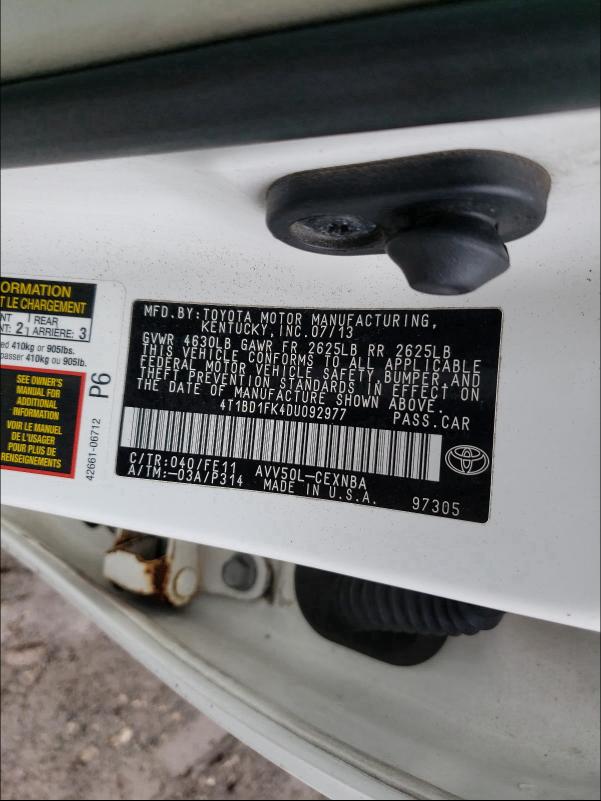 ORMATION
T LE CHARGEMENT
NT REAR
NT: 2 ARRIÈRE: 3
ed 410kg or 905lbs.
passer 410kg ou 905lb.
SEE OWNER'S
MANUAL FOR
ADDITIONAL
INFORMATION
VOIR LE MANUEL
DE L'USAGER
POUR PLUS DE
RENSEIGNEMENTS
42661-06712 P6
MFD.BY:TOYOTA MOTOR MANUFACTURING,
KENTUCKY,INC.07/13
GVWR 4630LB GAWR FR 2625LB RR 2625LB
THIS VEHICLE CONFORMS TO ALL APPLICABLE
FEDERAL MOTOR VEHICLE SAFETY,BUMPER,AND
THEFT PREVENTION STANDARDS IN EFFECT ON
THE DATE OF MANUFACTURE SHOWN ABOVE.
4T1BD1FK4DU092977 PASS.CAR
C/TR:040/FE11 AVV50L-CEXNBA
A/TM:-03A/P314 MADE IN U.S.A.
97305